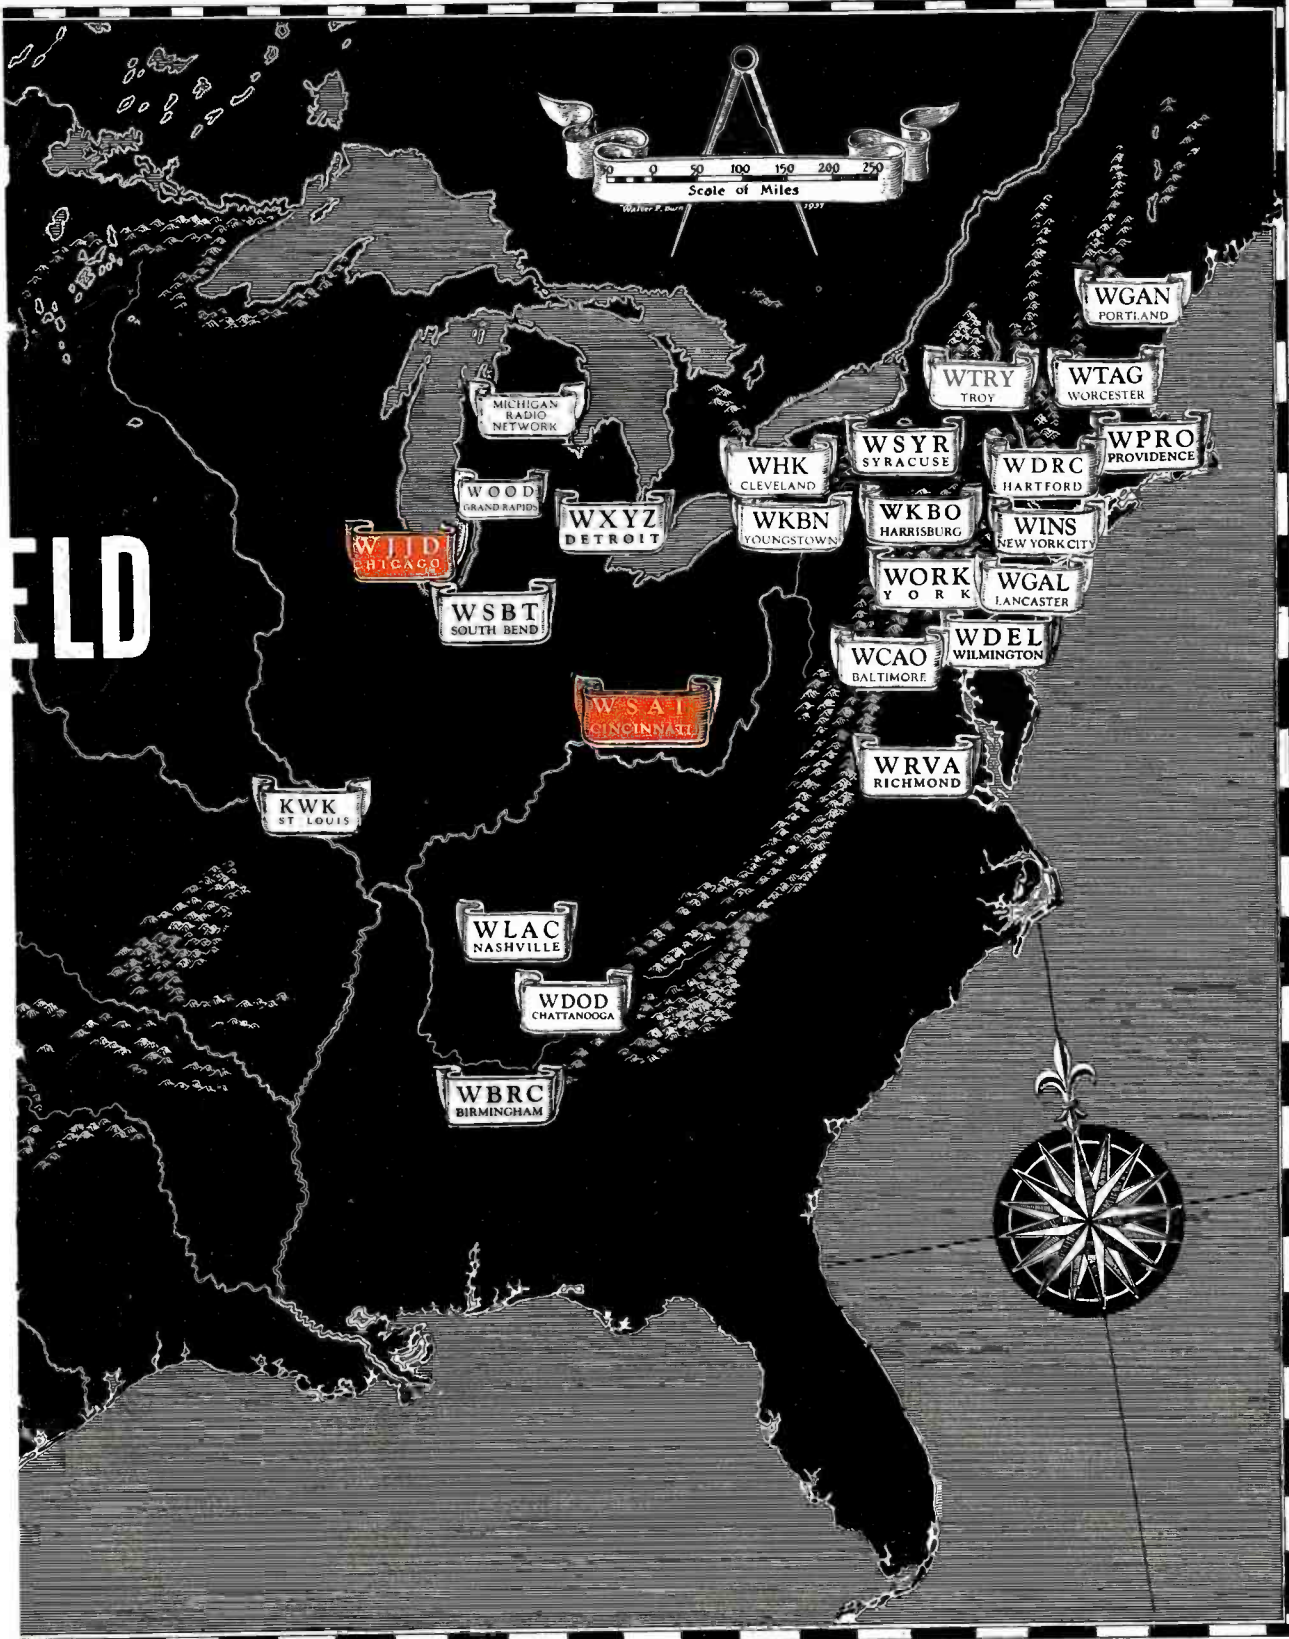 50 0 50 100 150 200 250
Scale of Miles
Walter P. Burn 1937
WGAN
PORTLAND
WTRY
TROY
WTAG
WORCESTER
MICHIGAN
RADIO
NETWORK
WHK
CLEVELAND
WSYR
SYRACUSE
WDRC
HARTFORD
WPRO
PROVIDENCE
WOOD
GRAND RAPIDS
WXYZ
DETROIT
WKBN
YOUNGSTOWN
WKBO
HARRISBURG
WINS
NEW YORK CITY
WJJD
CHICAGO
WORK
YORK
WGAL
LANCASTER
ELD
WSBT
SOUTH BEND
WCAO
BALTIMORE
WDEL
WILMINGTON
WSAI
CINCINNATI
WRVA
RICHMOND
KWK
ST LOUIS
WLAC
NASHVILLE
WDOD
CHATTANOOGA
WBRC
BIRMINGHAM